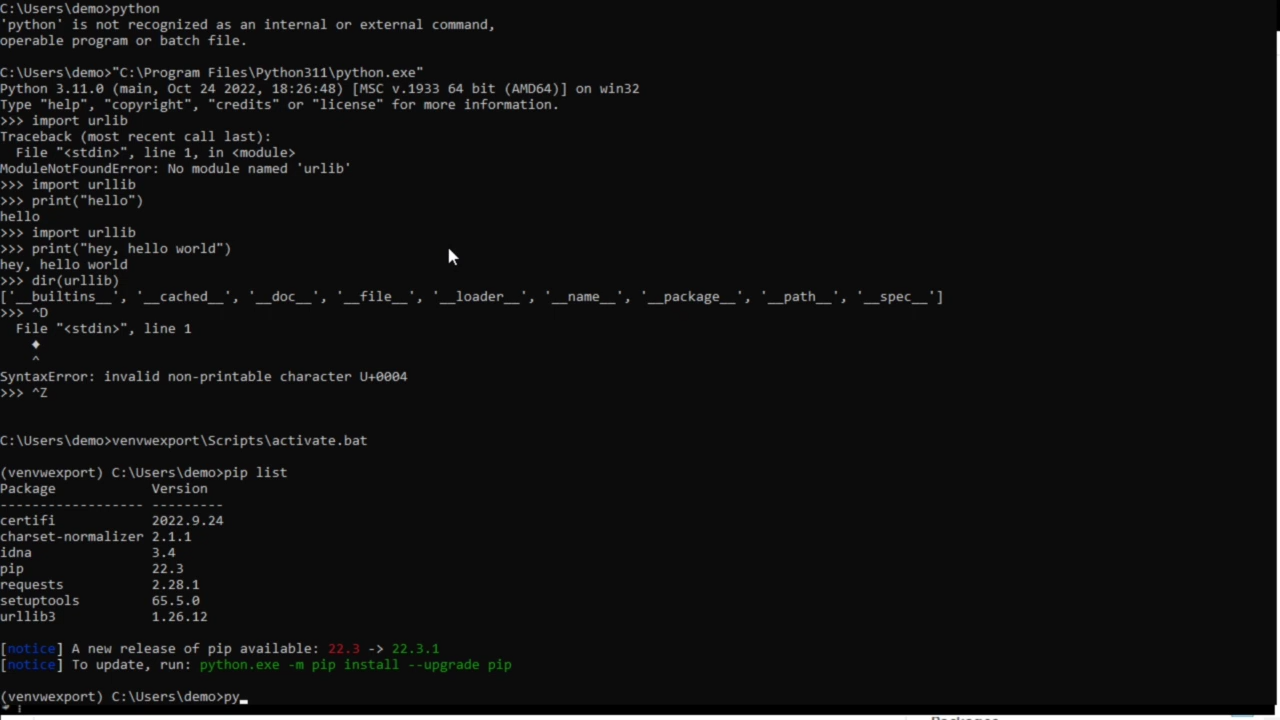 C:\Users\demo>python
'python' is not recognized as an internal or external command,
operable program or batch file.
C:\Users\demo>"C:\Program Files\Python311\python.exe"
Python 3.11.0 (main, Oct 24 2022, 18:26:48) [MSC v.1933 64 bit (AMD64)] on win32
Type "help", "copyright", "credits" or "license" for more information.
>>> import urlib
Traceback (most recent call last):
  File "<stdin>", line 1, in <module>
ModuleNotFoundError: No module named 'urlib'
>>> import urllib
>>> print("hello")
hello
>>> import urllib
>>> print("hey, hello world")
hey, hello world
>>> dir(urllib)
['__builtins__', '__cached__', '__doc__', '__file__', '__loader__', '__name__', '__package__', '__path__', '__spec__']
>>> ^D
  File "<stdin>", line 1
    ♦
    ^
SyntaxError: invalid non-printable character U+0004
>>> ^Z
C:\Users\demo>venvwexport\Scripts\activate.bat
(venvwexport) C:\Users\demo>pip list
Package            Version
------------------ ---------
certifi            2022.9.24
charset-normalizer 2.1.1
idna               3.4
pip                22.3
requests           2.28.1
setuptools         65.5.0
urllib3            1.26.12
[notice] A new release of pip available: 22.3 -> 22.3.1
[notice] To update, run: python.exe -m pip install --upgrade pip
(venvwexport) C:\Users\demo>py_